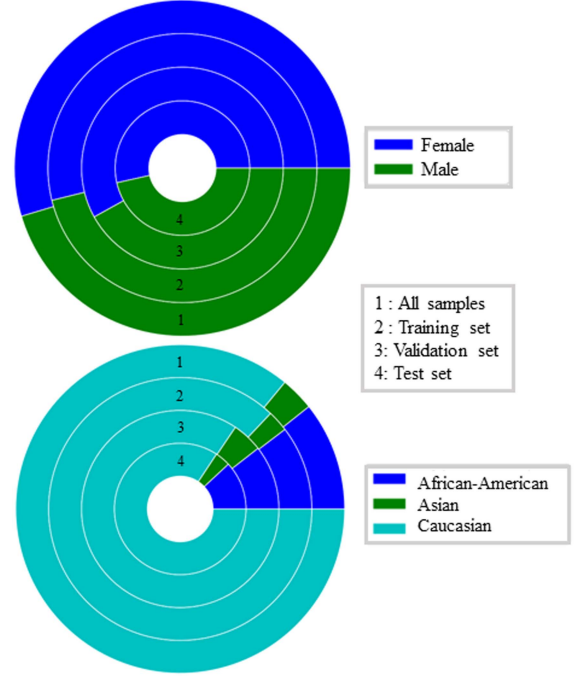 Female
Male
4
3
2
1
1 : All samples
2 : Training set
3: Validation set
4: Test set
1
2
3
4
African-American
Asian
Caucasian